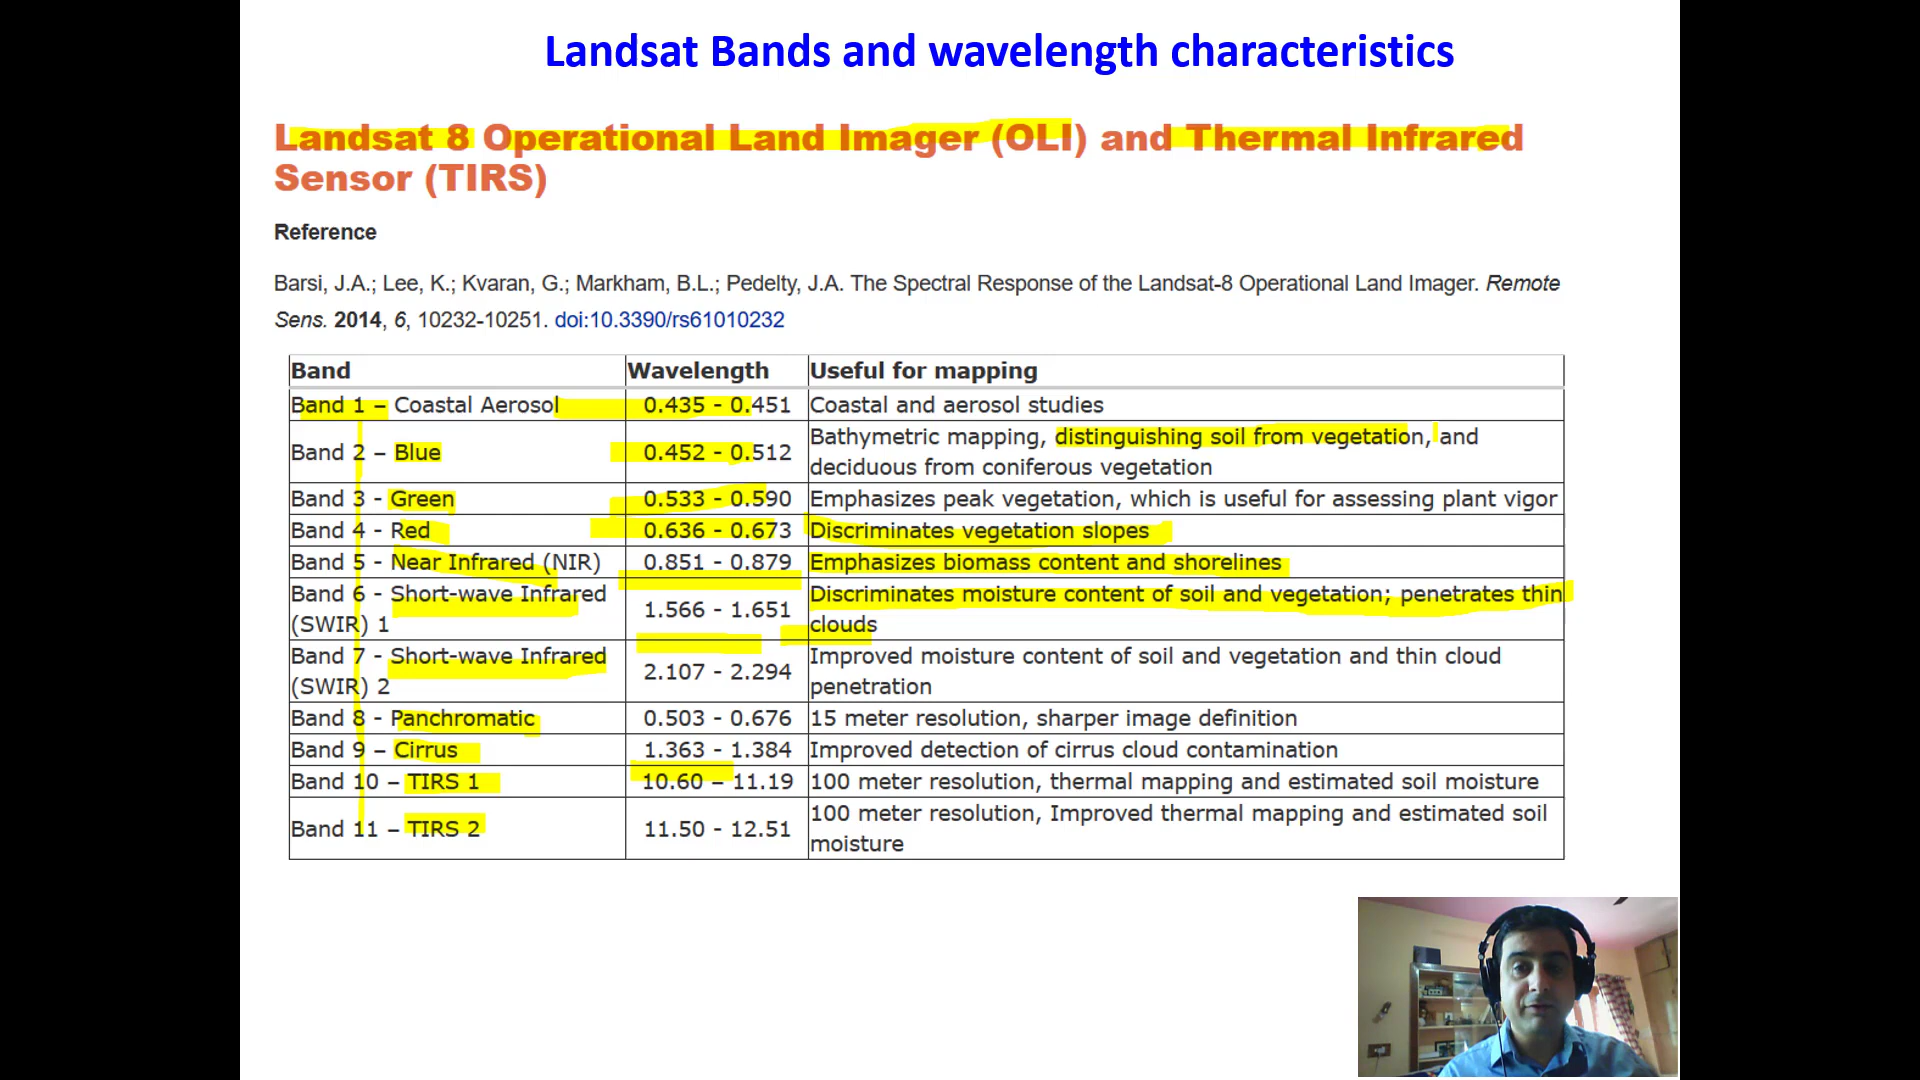 Landsat Bands and wavelength characteristics
Landsat 8 Operational Land Imager (OLI) and Thermal Infrared
Sensor (TIRS)
Reference
Barsi, J.A.; Lee, K.; Kvaran, G.; Markham, B.L.; Pedelty, J.A. The Spectral Response of the Landsat-8 Operational Land Imager. Remote
Sens. 2014, 6, 10232-10251. doi:10.3390/rs61010232
Band Wavelength Useful for mapping
Band 1 – Coastal Aerosol 0.435 - 0.451 Coastal and aerosol studies
Band 2 – Blue 0.452 - 0.512 Bathymetric mapping, distinguishing soil from vegetation, and
deciduous from coniferous vegetation
Band 3 - Green 0.533 - 0.590 Emphasizes peak vegetation, which is useful for assessing plant vigor
Band 4 - Red 0.636 - 0.673 Discriminates vegetation slopes
Band 5 - Near Infrared (NIR) 0.851 - 0.879 Emphasizes biomass content and shorelines
Band 6 - Short-wave Infrared
(SWIR) 1 1.566 - 1.651 Discriminates moisture content of soil and vegetation; penetrates thin
clouds
Band 7 - Short-wave Infrared
(SWIR) 2 2.107 - 2.294 Improved moisture content of soil and vegetation and thin cloud
penetration
Band 8 - Panchromatic 0.503 - 0.676 15 meter resolution, sharper image definition
Band 9 – Cirrus 1.363 - 1.384 Improved detection of cirrus cloud contamination
Band 10 – TIRS 1 10.60 – 11.19 100 meter resolution, thermal mapping and estimated soil moisture
Band 11 – TIRS 2 11.50 - 12.51 100 meter resolution, Improved thermal mapping and estimated soil
moisture